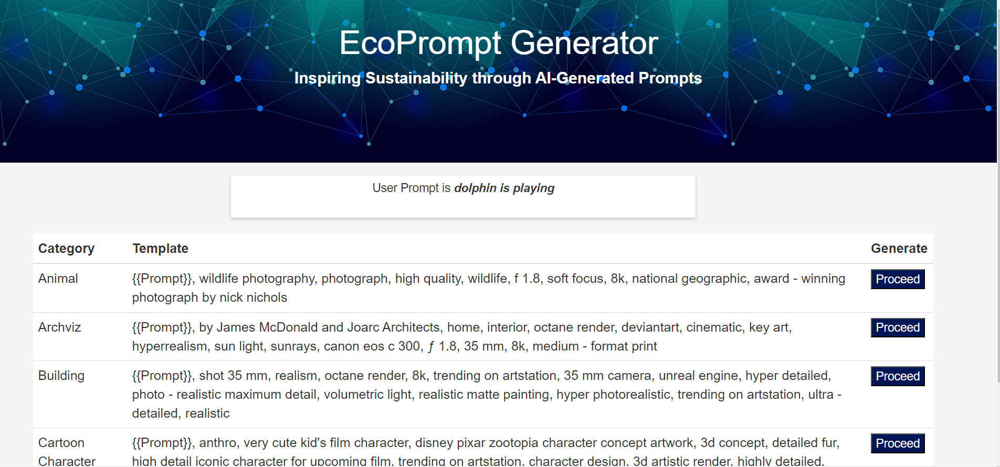 EcoPrompt Generator
Inspiring Sustainability through AI-Generated Prompts
User Prompt is dolphin is playing
Category Template Generate
Animal {{Prompt}}, wildlife photography, photograph, high quality, wildlife, f 1.8, soft focus, 8k, national geographic, award - winning Proceed
photograph by nick nichols
Archviz {{Prompt}}, by James McDonald and Joarc Architects, home, interior, octane render, deviantart, cinematic, key art, Proceed
hyperrealism, sun light, sunrays, canon eos c 300, ƒ 1.8, 35 mm, 8k, medium - format print
Building {{Prompt}}, shot 35 mm, realism, octane render, 8k, trending on artstation, 35 mm camera, unreal engine, hyper detailed, Proceed
photo - realistic maximum detail, volumetric light, realistic matte painting, hyper photorealistic, trending on artstation, ultra -
detailed, realistic
Cartoon {{Prompt}}, anthro, very cute kid's film character, disney pixar zootopia character concept artwork, 3d concept, detailed fur, Proceed
Character high detail iconic character for upcoming film, trending on artstation, character design, 3d artistic render, highly detailed,